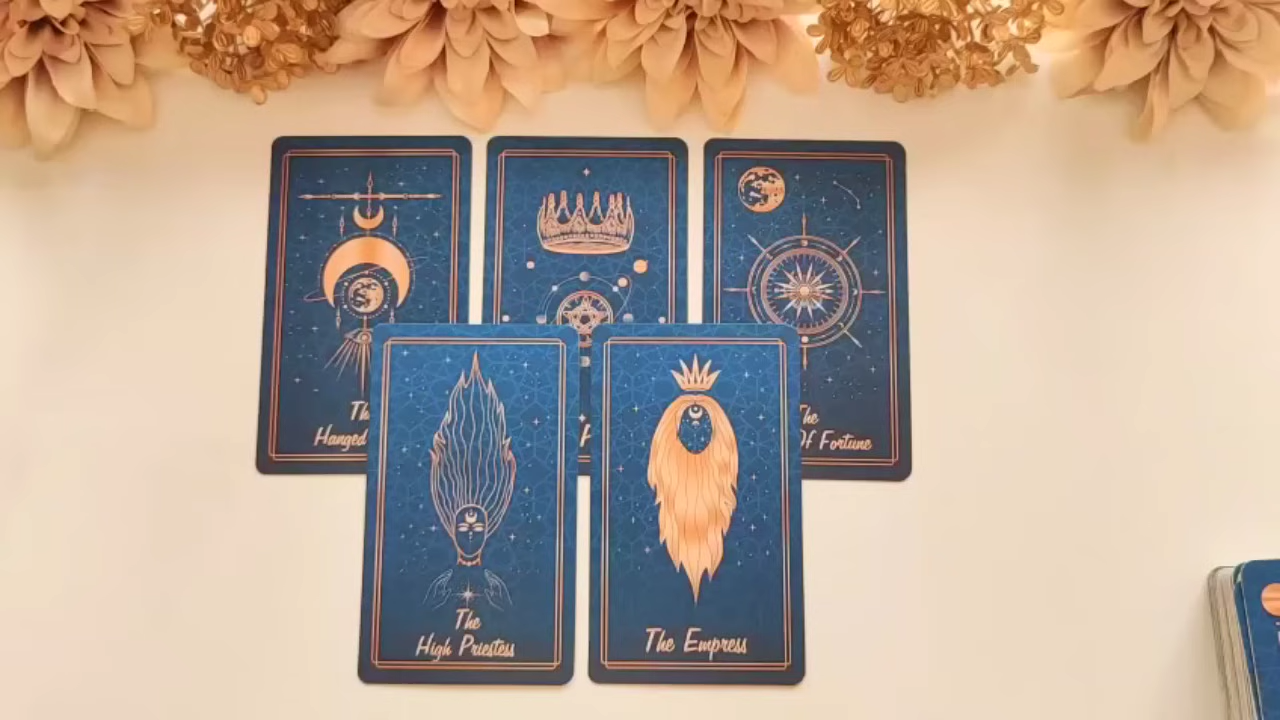 The
Hanged
The
Of Fortune
The
High Priestess
The Empress